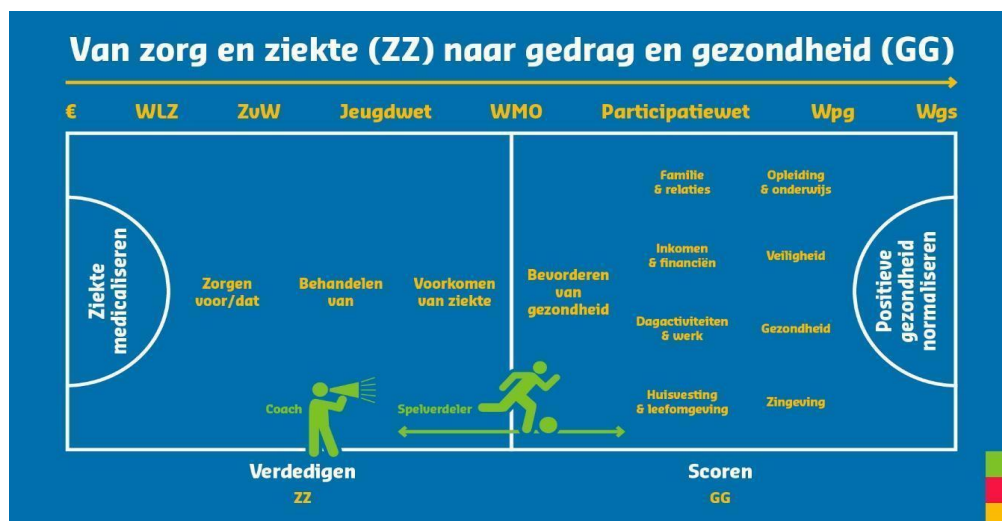 Van zorg en ziekte (ZZ) naar gedrag en gezondheid (GG)
€ WLZ ZvW Jeugdwet WMO Participatiewet Wpg Wgs
Ziekte
medicaliseren
Zorgen
voor/dat
Behandelen
van
Voorkomen
van ziekte
Bevorderen
van
gezondheid
Familie
& relaties
Opleiding
& onderwijs
Inkomen
& financiën
Veiligheid
Dagactiviteiten
& werk
Gezondheid
Huisvesting
& leefomgeving
Zingeving
Positieve
gezondheid
normaliseren
Coach
Spelverdeler
Verdedigen
ZZ
Scoren
GG